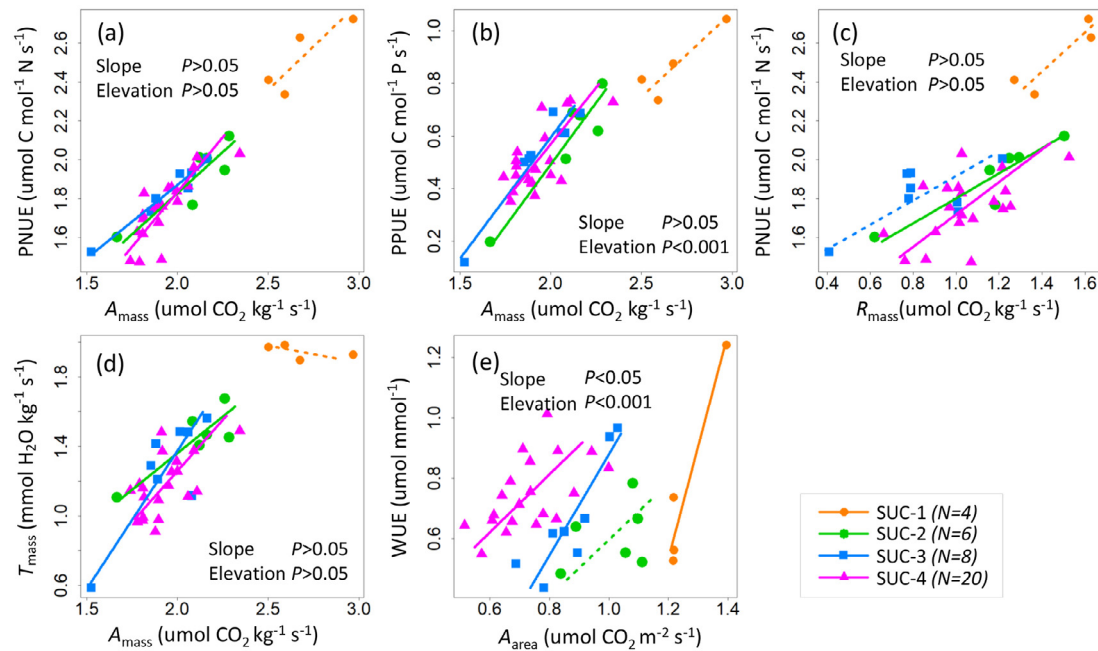 (a)
Slope P>0.05
Elevation P>0.05
PNUE (umol C mol⁻¹ N s⁻¹)
1.6 1.8 2.0 2.2 2.4 2.6
1.5 2.0 2.5 3.0
Amass (umol CO₂ kg⁻¹ s⁻¹)
(b)
Slope P>0.05
Elevation P<0.001
PPUE (umol C mol⁻¹ P s⁻¹)
0.2 0.4 0.6 0.8 1.0
1.5 2.0 2.5 3.0
Amass (umol CO₂ kg⁻¹ s⁻¹)
(c)
Slope P>0.05
Elevation P>0.05
PNUE (umol C mol⁻¹ N s⁻¹)
1.6 1.8 2.0 2.2 2.4 2.6
0.4 0.6 0.8 1.0 1.2 1.4 1.6
Rmass(umol CO₂ kg⁻¹ s⁻¹)
(d)
Slope P>0.05
Elevation P>0.05
Tmass (mmol H₂O kg⁻¹ s⁻¹)
0.6 1.0 1.4 1.8
1.5 2.0 2.5 3.0
Amass (umol CO₂ kg⁻¹ s⁻¹)
(e)
Slope P<0.05
Elevation P<0.001
WUE (umol mmol⁻¹)
0.6 0.8 1.0 1.2
0.6 0.8 1.0 1.2 1.4
Aarea (umol CO₂ m⁻² s⁻¹)
SUC-1 (N=4)
SUC-2 (N=6)
SUC-3 (N=8)
SUC-4 (N=20)